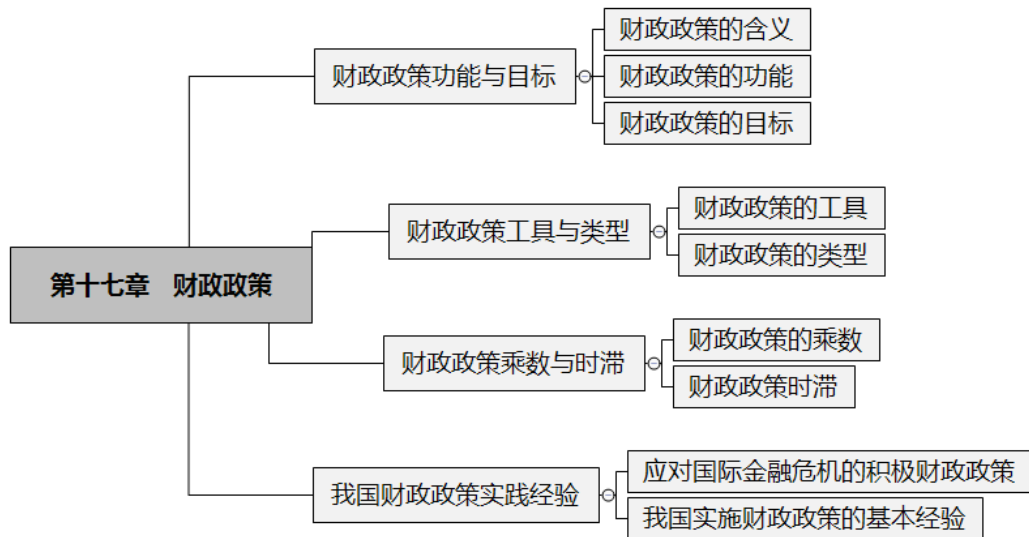 第十七章　财政政策
财政政策功能与目标
财政政策的含义
财政政策的功能
财政政策的目标
财政政策工具与类型
财政政策的工具
财政政策的类型
财政政策乘数与时滞
财政政策的乘数
财政政策时滞
我国财政政策实践经验
应对国际金融危机的积极财政政策
我国实施财政政策的基本经验